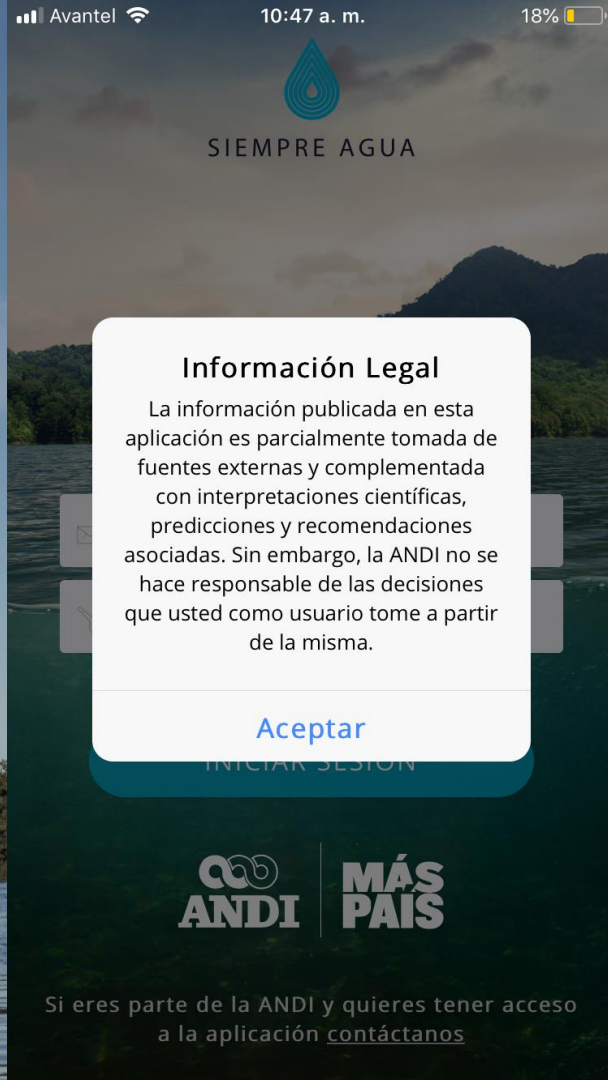 Avantel 10:47 a. m. 18%
SIEMPRE AGUA
Información Legal
La información publicada en esta
aplicación es parcialmente tomada de
fuentes externas y complementada
con interpretaciones científicas,
predicciones y recomendaciones
asociadas. Sin embargo, la ANDI no se
hace responsable de las decisiones
que usted como usuario tome a partir
de la misma.
Aceptar
INICIAR SESIÓN
ANDI
MÁS
PAÍS
Si eres parte de la ANDI y quieres tener acceso
a la aplicación contáctanos